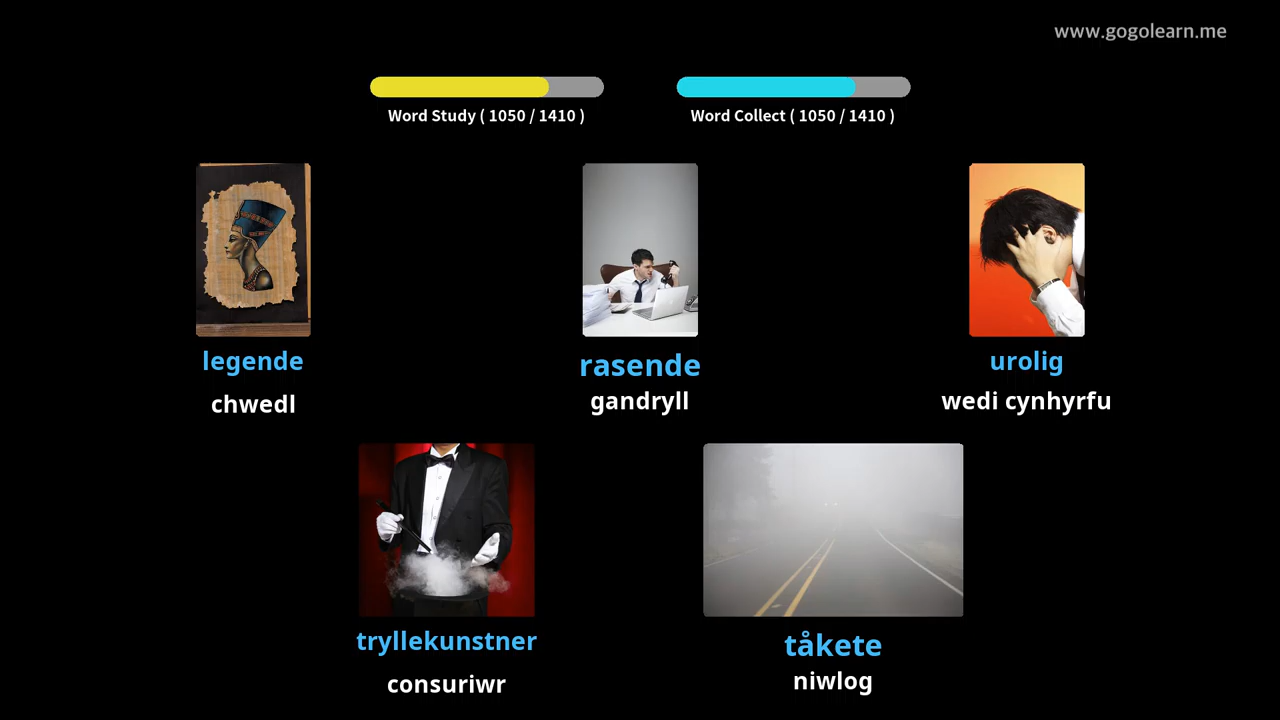 www.gogolearn.me
Word Study ( 1050 / 1410 )
Word Collect ( 1050 / 1410 )
legende
chwedl
rasende
gandryll
urolig
wedi cynhyrfu
tryllekunstner
consuriwr
tåkete
niwlog